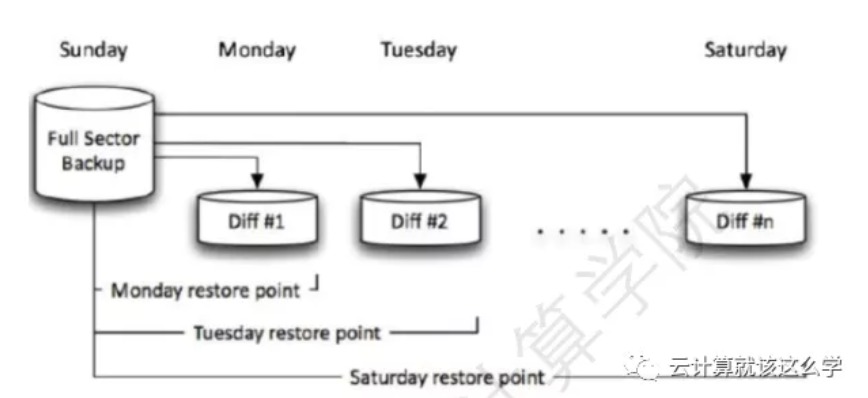 Sunday
Monday
Tuesday
Saturday
Full Sector
Backup
Diff #1
Diff #2
. . . . .
Diff #n
Monday restore point
Tuesday restore point
Saturday restore point
云计算就该这么学
计算学院